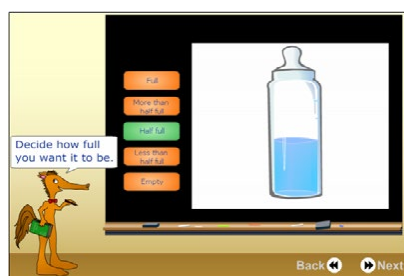 Full
More than
half full
Half full
Less than
half full
Empty
Decide how full
you want it to be.
Back
Next